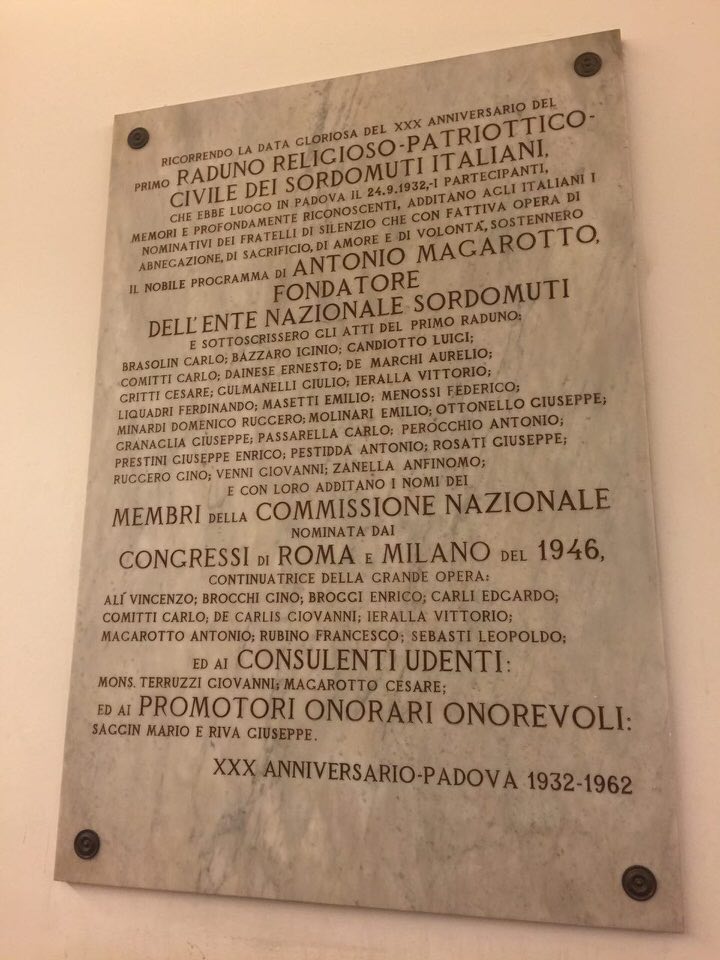 RICORRENDO LA DATA GLORIOSA DEL XXX ANNIVERSARIO DEL
PRIMO RADUNO RELIGIOSO-PATRIOTTICO-
CIVILE DEI SORDOMUTI ITALIANI,
CHE EBBE LUOGO IN PADOVA IL 24.9.1932,-I PARTECIPANTI,
MEMORI E PROFONDAMENTE RICONOSCENTI, ADDITANO AGLI ITALIANI I
NOMINATIVI DEI FRATELLI DI SILENZIO CHE CON FATTIVA OPERA DI
ABNEGAZIONE, DI SACRIFICIO, DI AMORE E DI VOLONTÀ, SOSTENNERO
IL NOBILE PROGRAMMA DI ANTONIO MAGAROTTO,
FONDATORE
DELL'ENTE NAZIONALE SORDOMUTI
E SOTTOSCRISSERO GLI ATTI DEL PRIMO RADUNO:
BRASOLIN CARLO; BAZZARO IGINIO; CANDIOTTO LUIGI;
COMITTI CARLO; DAINESE ERNESTO; DE MARCHI AURELIO;
GRITTI CESARE; GULMANELLI GIULIO; IERALLA VITTORIO;
LIQUADRI FERDINANDO; MASETTI EMILIO; MENOSSI FEDERICO;
MINARDI DOMENICO RUGGERO; MOLINARI EMILIO; OTTONELLO GIUSEPPE;
GRANAGLIA GIUSEPPE; PASSARELLA CARLO; PEROCCHIO ANTONIO;
PRESTINI GIUSEPPE ENRICO; PESTIDDA ANTONIO; ROSATI GIUSEPPE;
RUGGERO GINO; VENNI GIOVANNI; ZANELLA ANFINOMO;
E CON LORO ADDITANO I NOMI DEI
MEMBRI DELLA COMMISSIONE NAZIONALE
NOMINATA DAI
CONGRESSI DI ROMA E MILANO DEL 1946,
CONTINUATRICE DELLA GRANDE OPERA:
ALÍ VINCENZO; BROCCHI GINO; BROGGI ENRICO; CARLI EDGARDO;
COMITTI CARLO; DE CARLIS GIOVANNI; IERALLA VITTORIO;
MAGAROTTO ANTONIO; RUBINO FRANCESCO; SEBASTI LEOPOLDO;
ED AI CONSULENTI UDENTI:
MONS. TERRUZZI GIOVANNI; MAGAROTTO CESARE;
ED AI PROMOTORI ONORARI ONOREVOLI:
SAGGIN MARIO E RIVA GIUSEPPE.
XXX ANNIVERSARIO-PADOVA 1932-1962